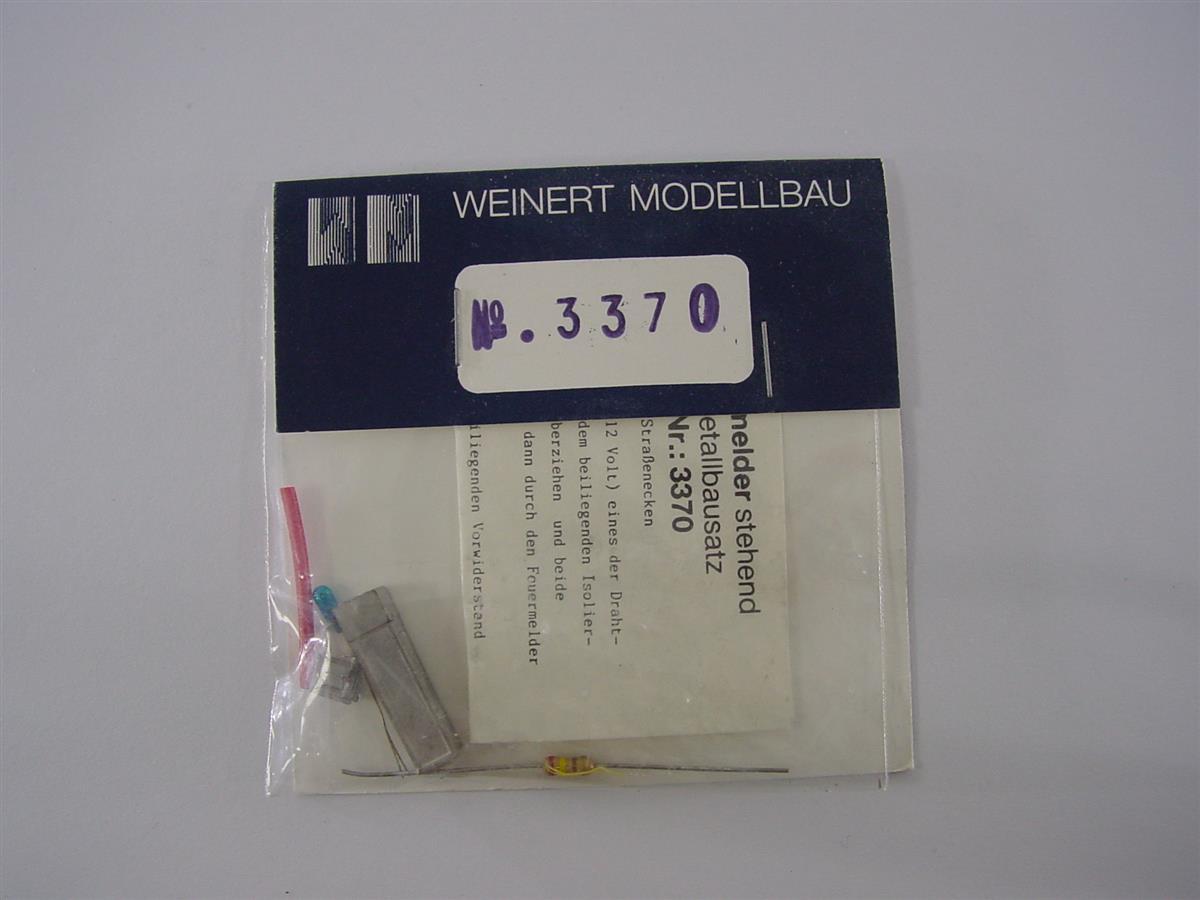 WEINERT MODELLBAU
No. 3370
melder stehend
etallbausatz
Nr.: 3370
Straßenecken
12 Volt) eines der Draht-
dem beiliegenden Isolier-
berziehen und beide
dann durch den Feuermelder
iliegenden Vorwiderstand